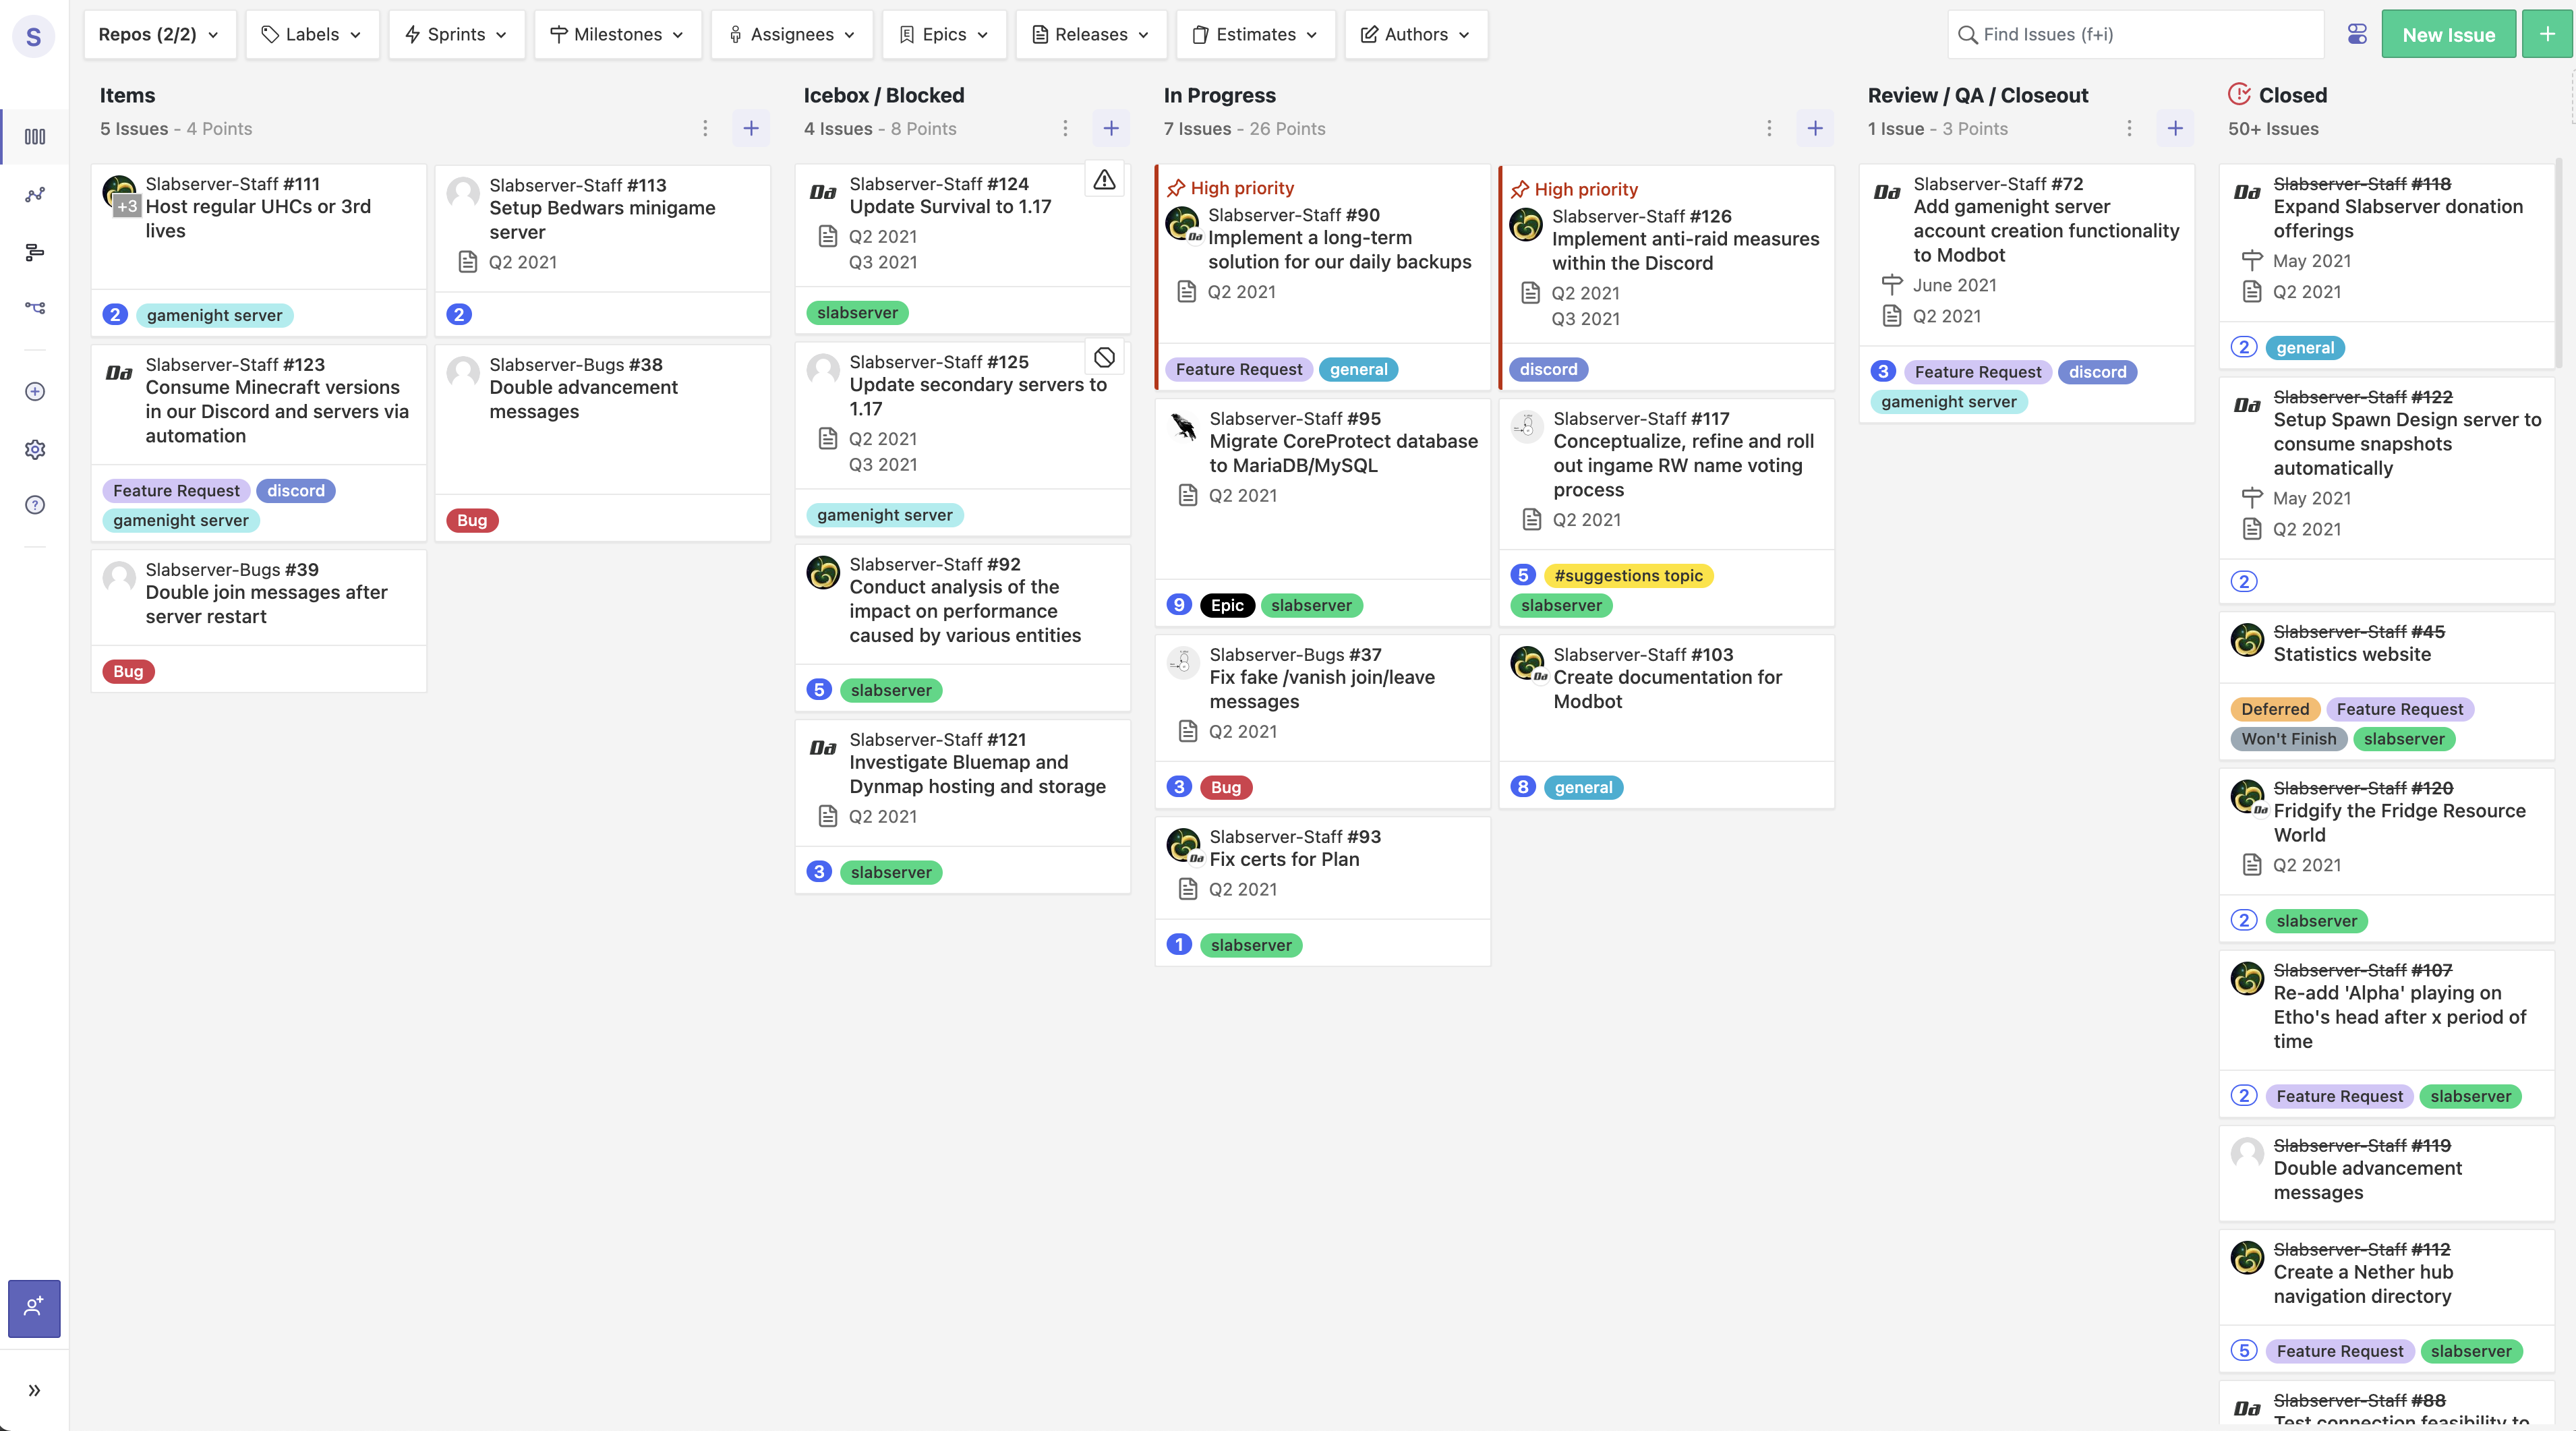 S
Repos (2/2)
Labels
Sprints
Milestones
Assignees
Epics
Releases
Estimates
Authors
Find Issues (f+i)
New Issue
Items
5 Issues - 4 Points
Slabserver-Staff #111
Host regular UHCs or 3rd
lives
+3
2 gamenight server
Slabserver-Staff #123
Consume Minecraft versions
in our Discord and servers via
automation
Feature Request discord
gamenight server
Slabserver-Bugs #39
Double join messages after
server restart
Bug
Slabserver-Staff #113
Setup Bedwars minigame
server
Q2 2021
2
Slabserver-Bugs #38
Double advancement
messages
Bug
Icebox / Blocked
4 Issues - 8 Points
Da
Slabserver-Staff #124
Update Survival to 1.17
Q2 2021
Q3 2021
slabserver
Slabserver-Staff #125
Update secondary servers to
1.17
Q2 2021
Q3 2021
gamenight server
Slabserver-Staff #92
Conduct analysis of the
impact on performance
caused by various entities
5 slabserver
Da
Slabserver-Staff #121
Investigate Bluemap and
Dynmap hosting and storage
Q2 2021
3 slabserver
In Progress
7 Issues - 26 Points
High priority
Slabserver-Staff #90
Implement a long-term
solution for our daily backups
Q2 2021
Feature Request general
Slabserver-Staff #95
Migrate CoreProtect database
to MariaDB/MySQL
Q2 2021
9 Epic slabserver
Slabserver-Bugs #37
Fix fake /vanish join/leave
messages
Q2 2021
3 Bug
Slabserver-Staff #93
Fix certs for Plan
Q2 2021
1 slabserver
High priority
Slabserver-Staff #126
Implement anti-raid measures
within the Discord
Q2 2021
Q3 2021
discord
Slabserver-Staff #117
Conceptualize, refine and roll
out ingame RW name voting
process
Q2 2021
5 #suggestions topic
slabserver
Slabserver-Staff #103
Create documentation for
Modbot
8 general
Review / QA / Closeout
1 Issue - 3 Points
Da
Slabserver-Staff #72
Add gamenight server
account creation functionality
to Modbot
June 2021
Q2 2021
3 Feature Request discord
gamenight server
Closed
50+ Issues
Da
Slabserver-Staff #118
Expand Slabserver donation
offerings
May 2021
Q2 2021
2 general
Da
Slabserver-Staff #122
Setup Spawn Design server to
consume snapshots
automatically
May 2021
Q2 2021
2
Slabserver-Staff #45
Statistics website
Deferred Feature Request
Won't Finish slabserver
Slabserver-Staff #120
Fridgify the Fridge Resource
World
Q2 2021
2 slabserver
Slabserver-Staff #107
Re-add 'Alpha' playing on
Etho's head after x period of
time
2 Feature Request slabserver
Slabserver-Staff #119
Double advancement
messages
Slabserver-Staff #112
Create a Nether hub
navigation directory
5 Feature Request slabserver
Da
Slabserver-Staff #88
Test connection feasibility to